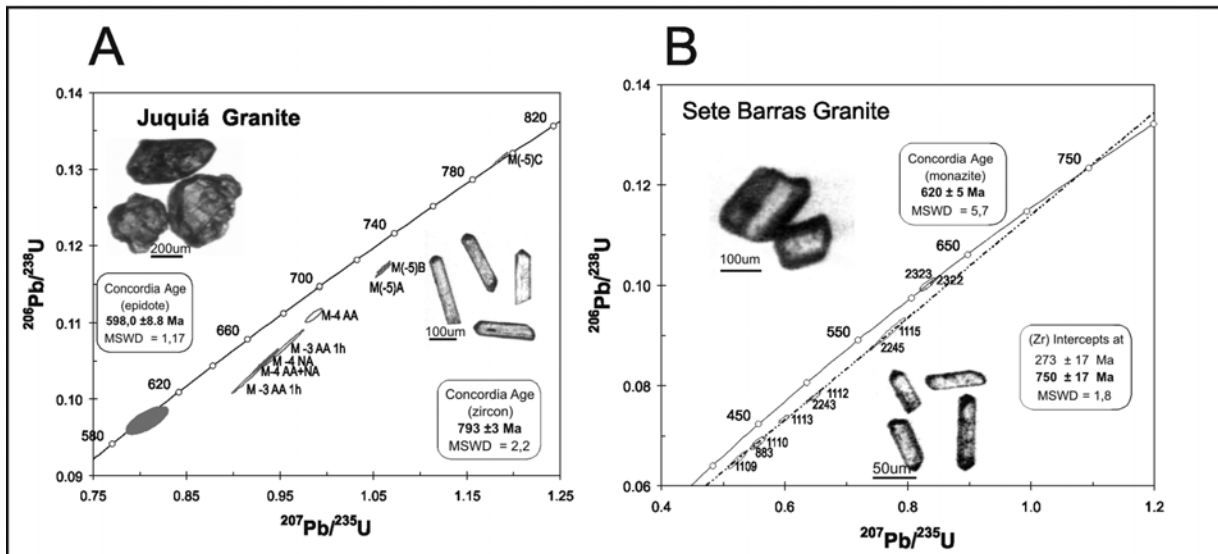 A
Juquiá Granite
0.14
0.13
0.12
0.11
0.10
0.09
206Pb/238U
0.75
0.85
0.95
1.05
1.15
1.25
207Pb/235U
580
620
660
700
740
780
820
200um
100um
Concordia Age
(epidote)
598,0 ±8.8 Ma
MSWD = 1,17
M(-5)C
M(-5)B
M(-5)A
M-4 AA
M -3 AA 1h
M -4 NA
M -4 AA+NA
M -3 AA 1h
Concordia Age
(zircon)
793 ±3 Ma
MSWD = 2,2
B
Sete Barras Granite
0.14
0.12
0.10
0.08
0.06
206Pb/238U
0.4
0.6
0.8
1.0
1.2
207Pb/235U
450
550
650
750
100um
Concordia Age
(monazite)
620 ± 5 Ma
MSWD = 5,7
2323
2322
1115
2245
1112
2243
1113
1110
883
1109
(Zr) Intercepts at
273 ± 17 Ma
750 ± 17 Ma
MSWD = 1,8
50um